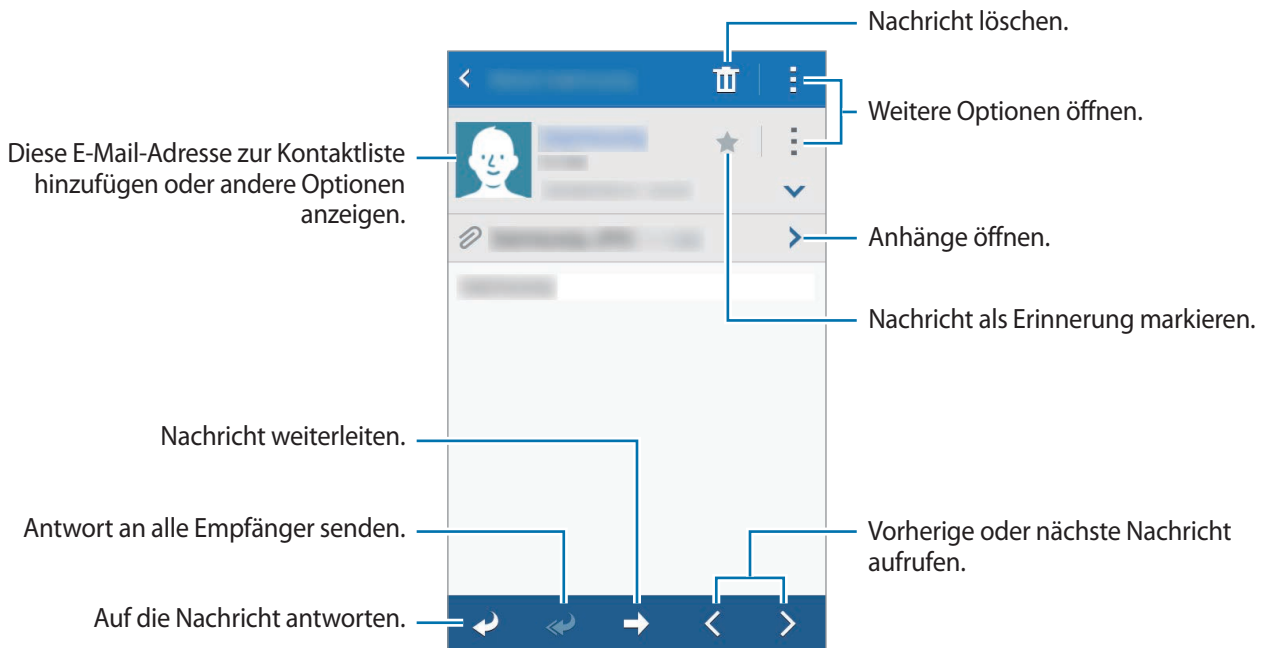 Nachricht löschen.
Weitere Optionen öffnen.
Diese E-Mail-Adresse zur Kontaktliste
hinzufügen oder andere Optionen
anzeigen.
Anhänge öffnen.
Nachricht als Erinnerung markieren.
Nachricht weiterleiten.
Antwort an alle Empfänger senden.
Vorherige oder nächste Nachricht
aufrufen.
Auf die Nachricht antworten.